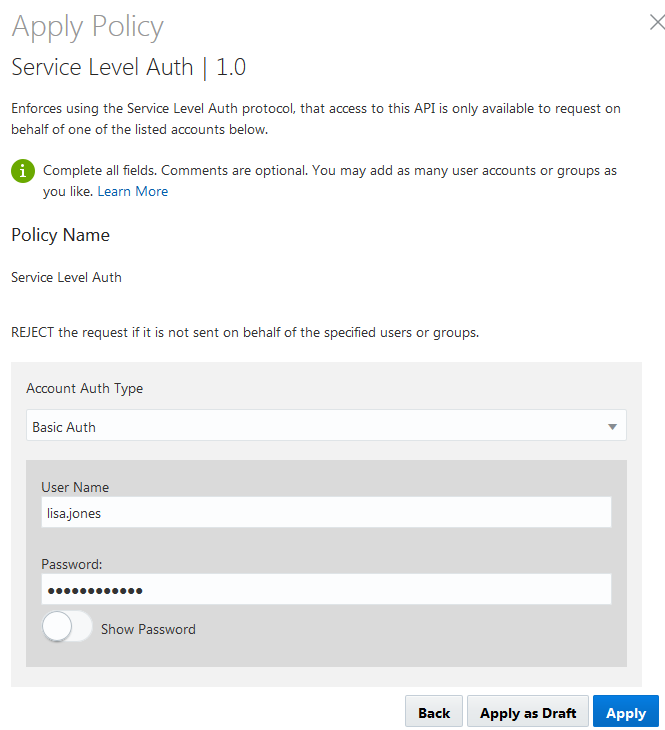 Apply Policy
Service Level Auth | 1.0
Enforces using the Service Level Auth protocol, that access to this API is only available to request on
behalf of one of the listed accounts below.
Complete all fields. Comments are optional. You may add as many user accounts or groups as
you like. Learn More
Policy Name
Service Level Auth
REJECT the request if it is not sent on behalf of the specified users or groups.
Account Auth Type
Basic Auth
User Name
lisa.jones
Password:
••••••••••••
Show Password
Back Apply as Draft Apply